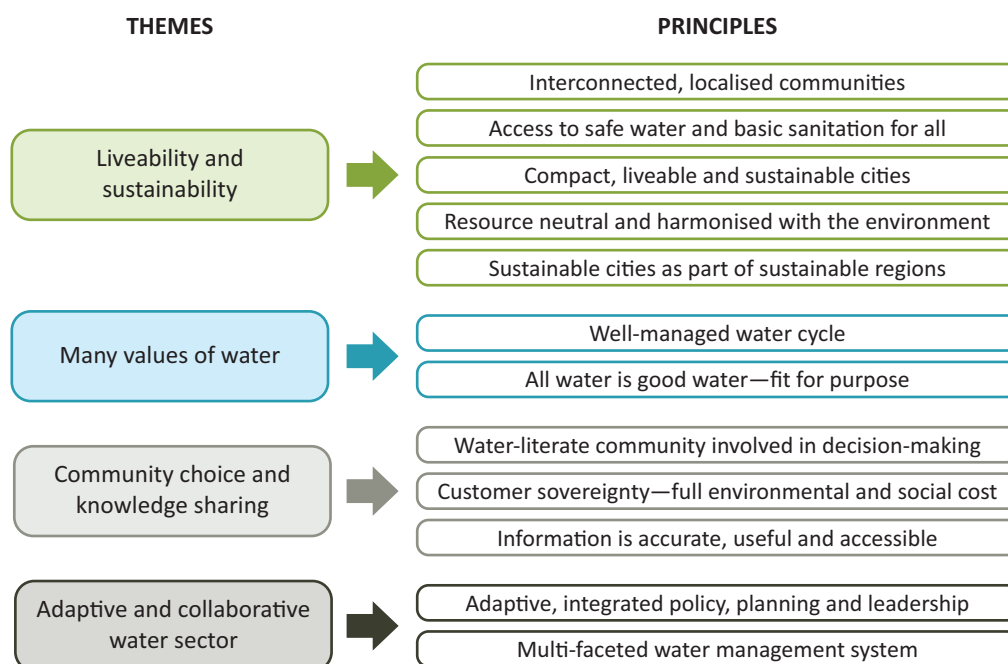 THEMES
PRINCIPLES
Liveability and
sustainability
Interconnected, localised communities
Access to safe water and basic sanitation for all
Compact, liveable and sustainable cities
Resource neutral and harmonised with the environment
Sustainable cities as part of sustainable regions
Many values of water
Well-managed water cycle
All water is good water—fit for purpose
Community choice and
knowledge sharing
Water-literate community involved in decision-making
Customer sovereignty—full environmental and social cost
Information is accurate, useful and accessible
Adaptive and collaborative
water sector
Adaptive, integrated policy, planning and leadership
Multi-faceted water management system